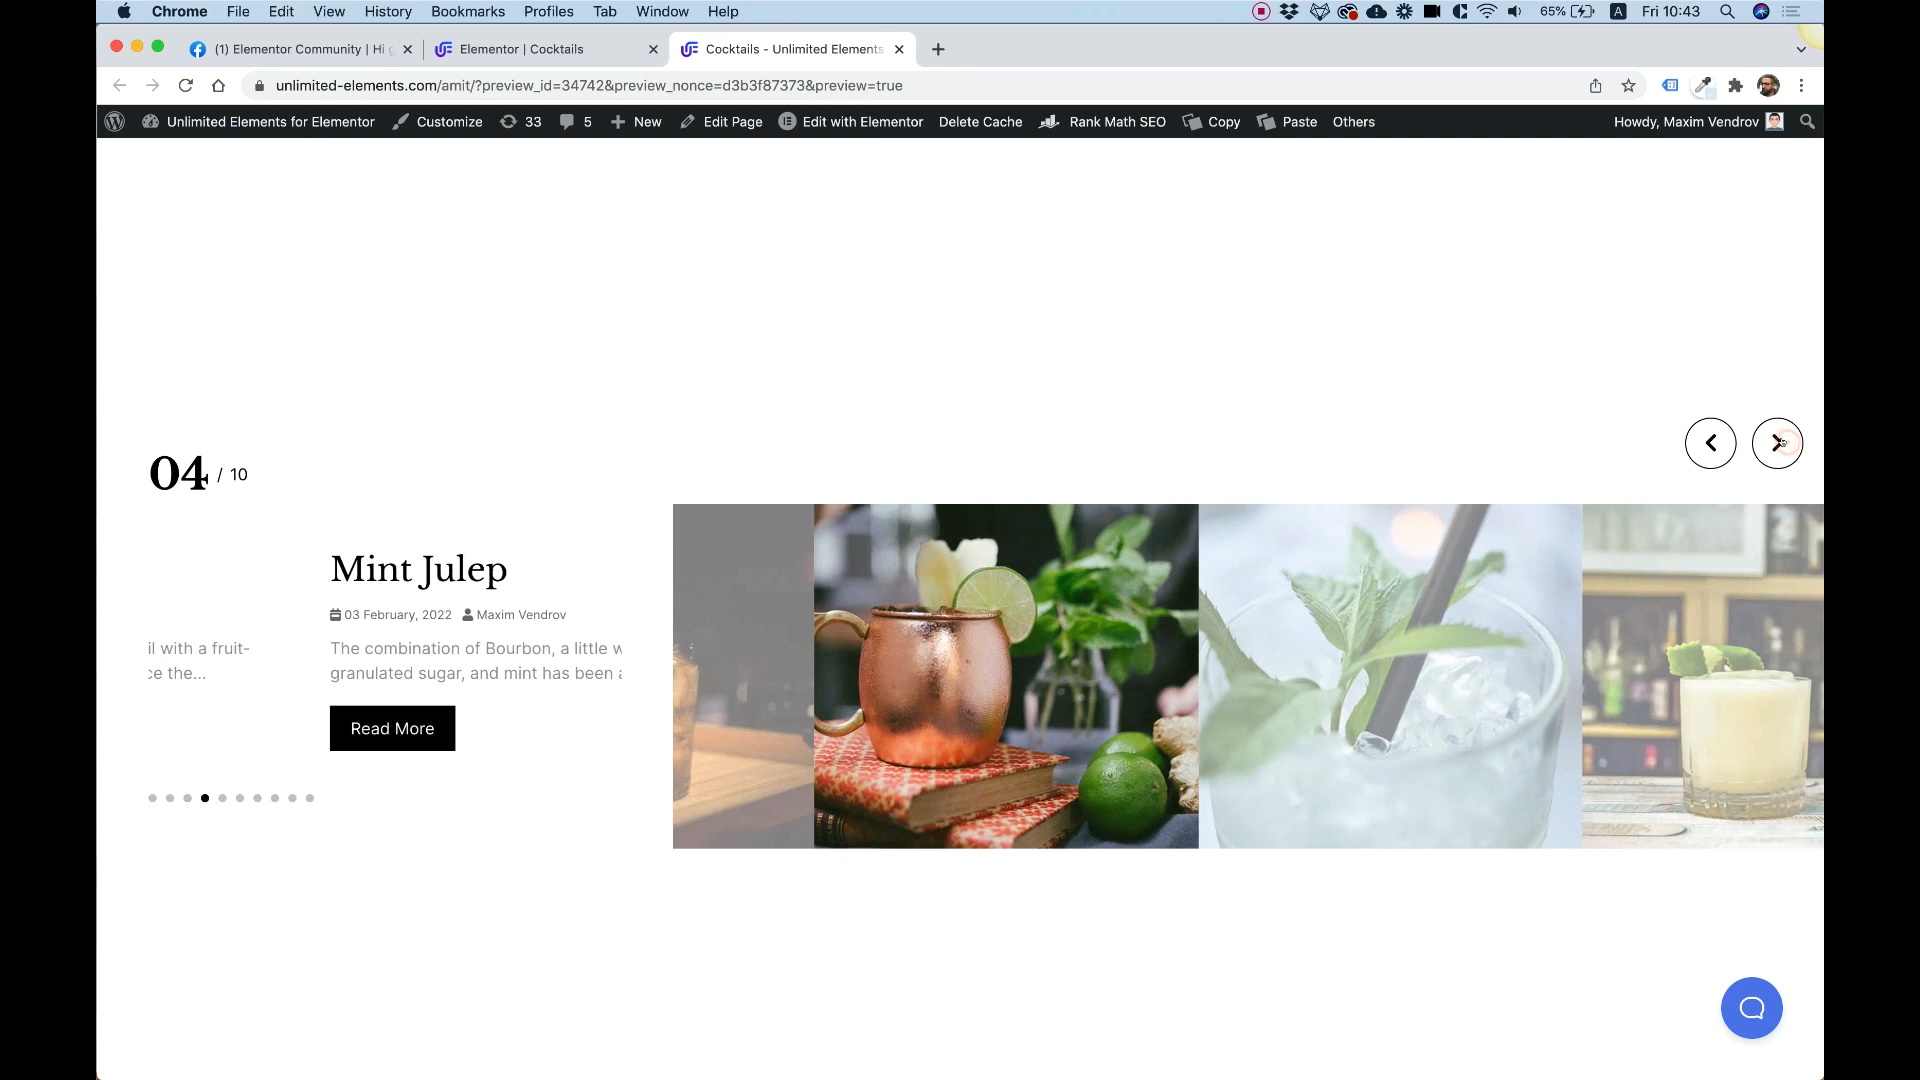 Chrome File Edit View History Bookmarks Profiles Tab Window Help
65% A Fri 10:43
(1) Elementor Community | Hi
Elementor | Cocktails
Cocktails - Unlimited Elements
unlimited-elements.com/amit/?preview_id=34742&preview_nonce=d3b3f87373&preview=true
Unlimited Elements for Elementor Customize 33 5 New Edit Page Edit with Elementor Delete Cache Rank Math SEO Copy Paste Others Howdy, Maxim Vendrov
04 / 10
Mint Julep
03 February, 2022 Maxim Vendrov
il with a fruit-
the...
The combination of Bourbon, a little
granulated sugar, and mint has been
Read More